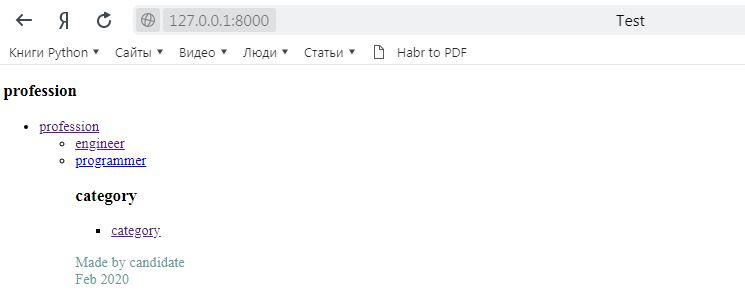 Я 127.0.0.1:8000 Test
Книги Python ▼ Сайты ▼ Видео ▼ Люди ▼ Статьи ▼ Habr to PDF
profession
profession
engineer
programmer
category
category
Made by candidate
Feb 2020